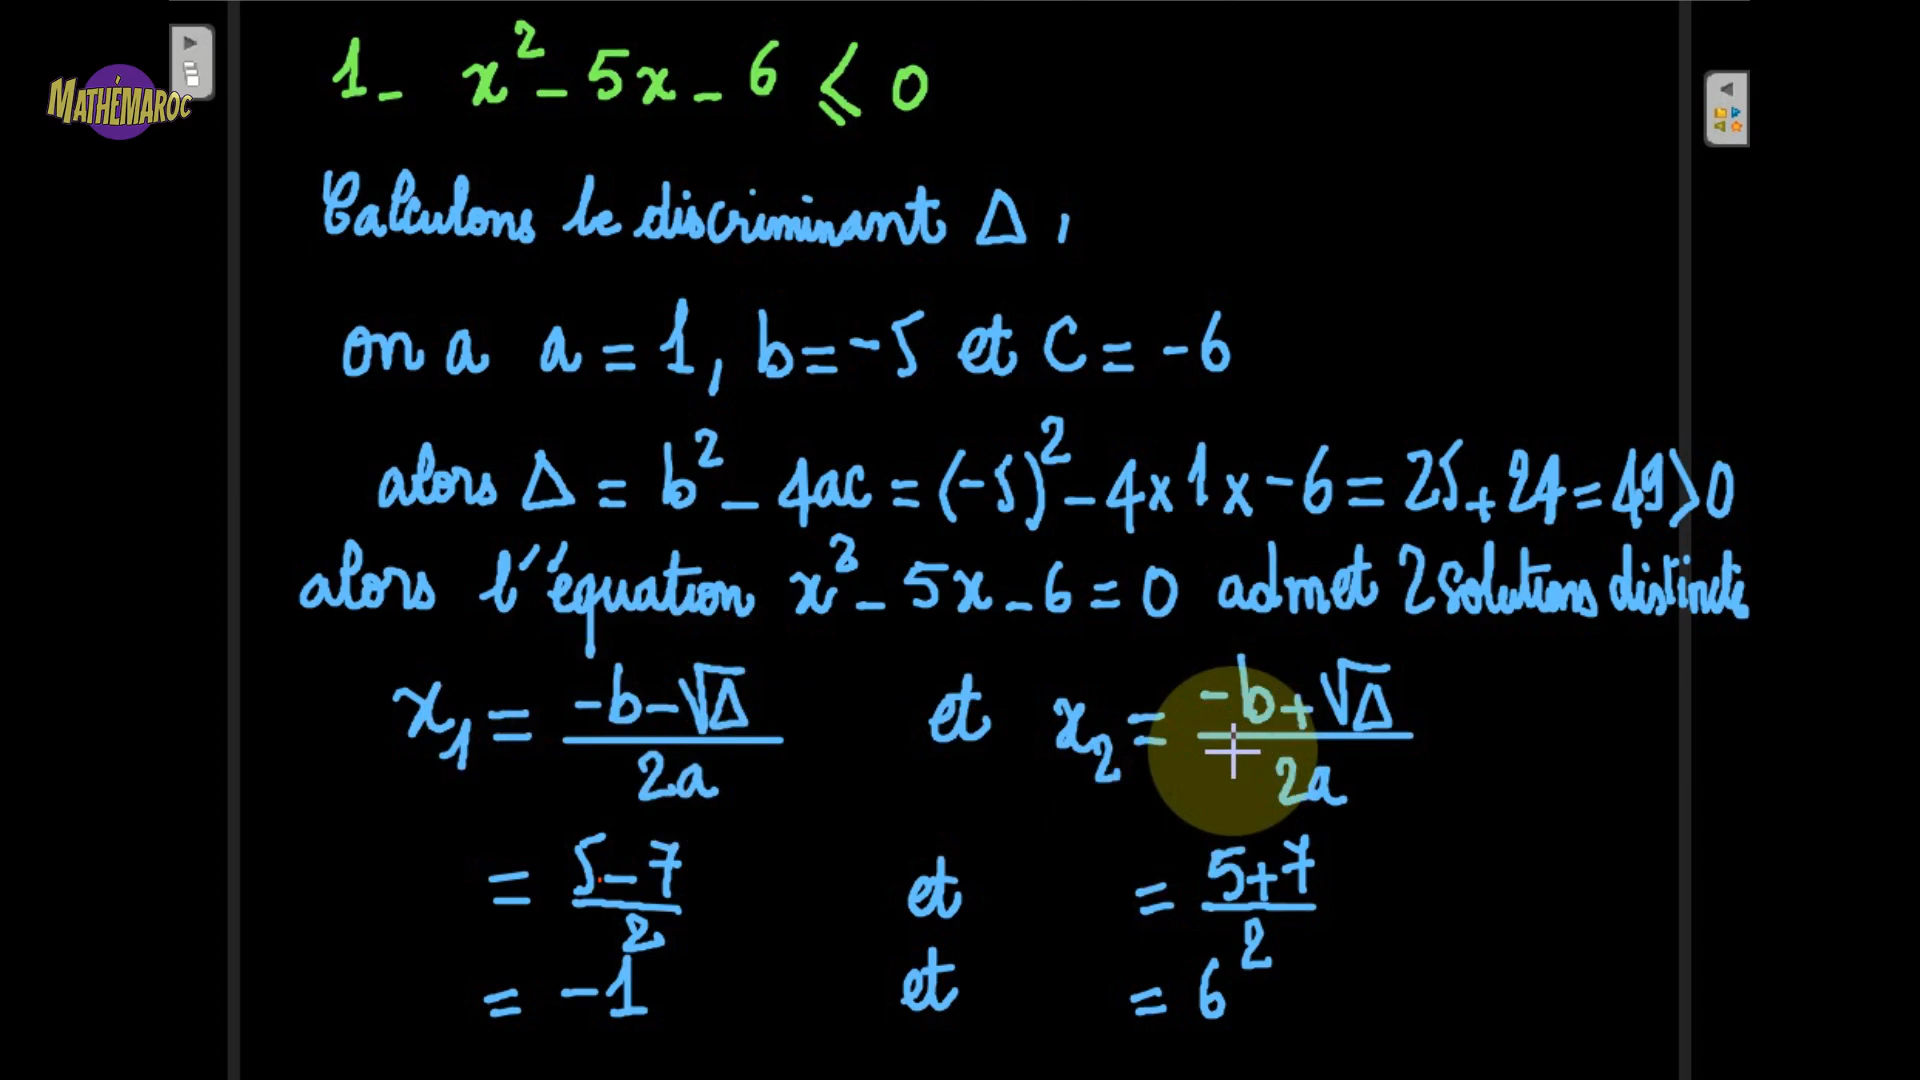 MATHÉMAROC
1- x² - 5x - 6 ⩽ 0
Calculons le discriminant Δ,
on a a = 1, b = -5 et C = -6
alors Δ = b² - 4ac = (-5)² - 4x1x-6 = 25+24 = 49>0
alors l'équation x² - 5x - 6 = 0 admet 2 solutions distincte
x₁ = (-b-√Δ)/2a et x₂ = (-b+√Δ)/2a
= (5-7)/2 et = (5+7)/2
= -1 et = 6